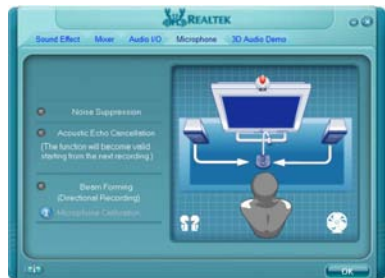 REALTEK
Sound Effect Mixer Audio I/O Microphone 3D Audio Demo
Noise Suppression
Acoustic Echo Cancellation
(The function will become valid
starting from the next recording.)
Beam Forming
(Directional Recording)
Microphone Calibration
OK